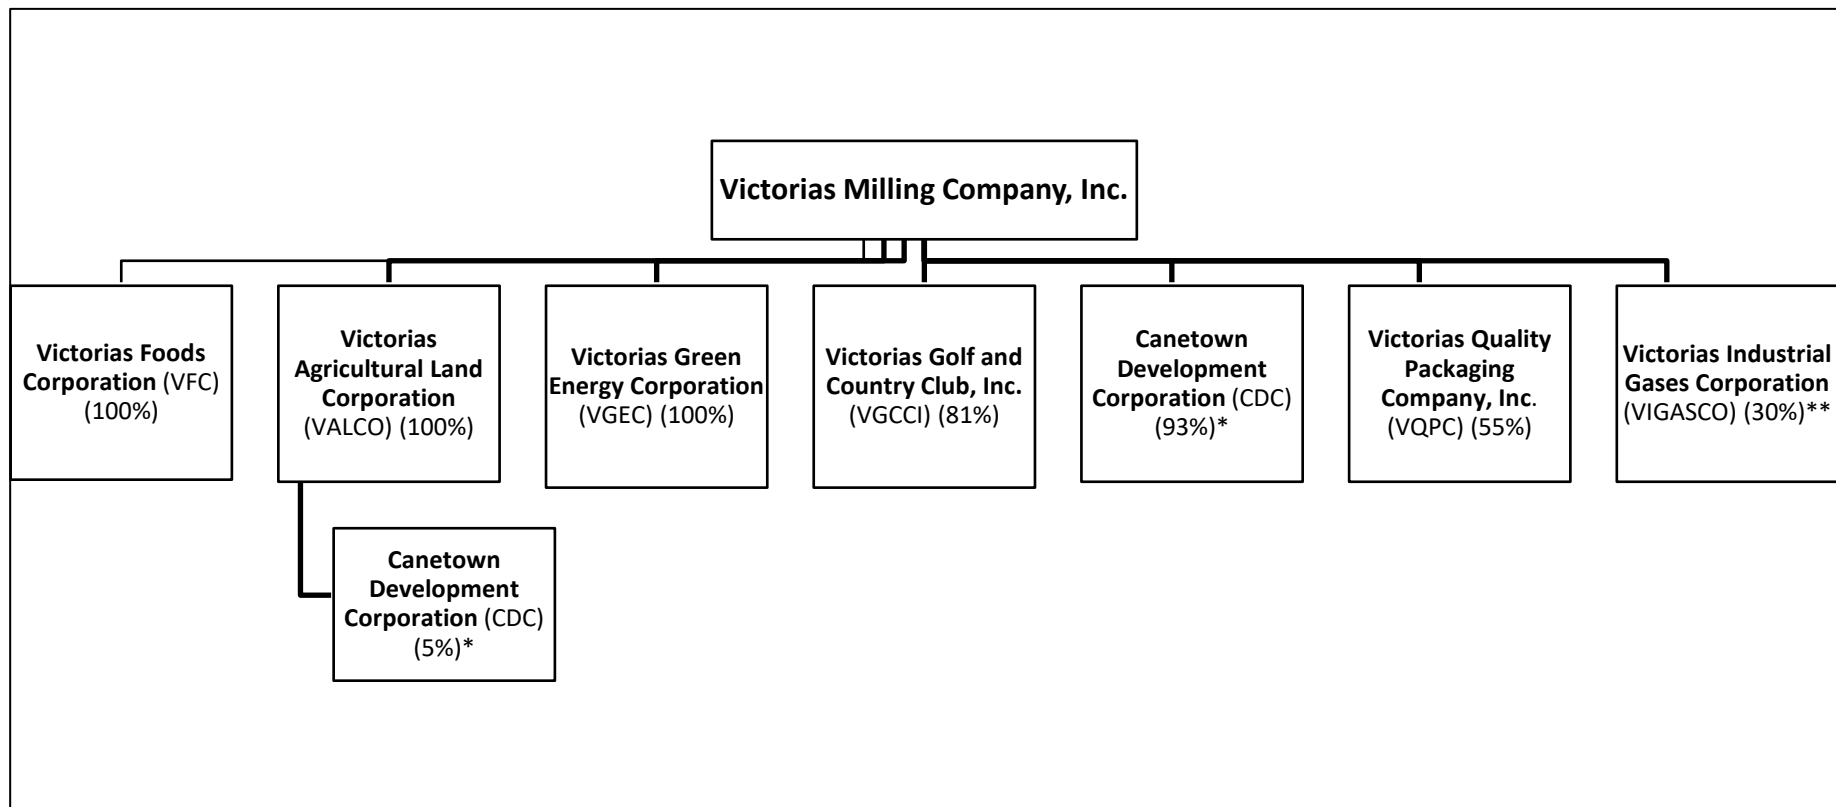 Victorias Milling Company, Inc.
Victorias Foods
Corporation (VFC)
(100%)
Victorias
Agricultural Land
Corporation
(VALCO) (100%)
Victorias Green
Energy Corporation
(VGEC) (100%)
Victorias Golf and
Country Club, Inc.
(VGCCI) (81%)
Canetown
Development
Corporation (CDC)
(93%)*
Victorias Quality
Packaging
Company, Inc.
(VQPC) (55%)
Victorias Industrial
Gases Corporation
(VIGASCO) (30%)**
Canetown
Development
Corporation (CDC)
(5%)*